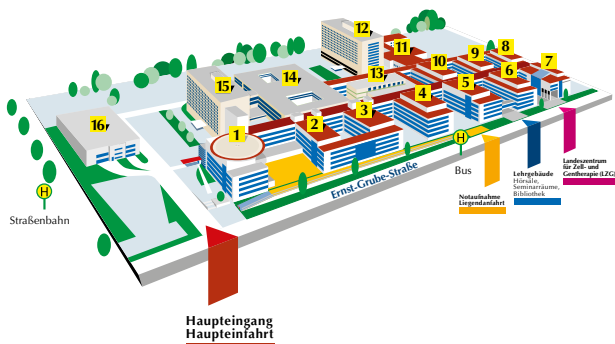 12
11
8
9
7
10
6
13
5
14
15
4
3
2
16
1
H
Straßenbahn
Ernst-Grube-Straße
H
Bus
Notaufnahme
Liegendanfahrt
Lehrgebäude
Hörsäle,
Seminarräume,
Bibliothek
Landeszentrum
für Zell- und
Gentherapie (LZG)
Haupteingang
Haupteinfahrt